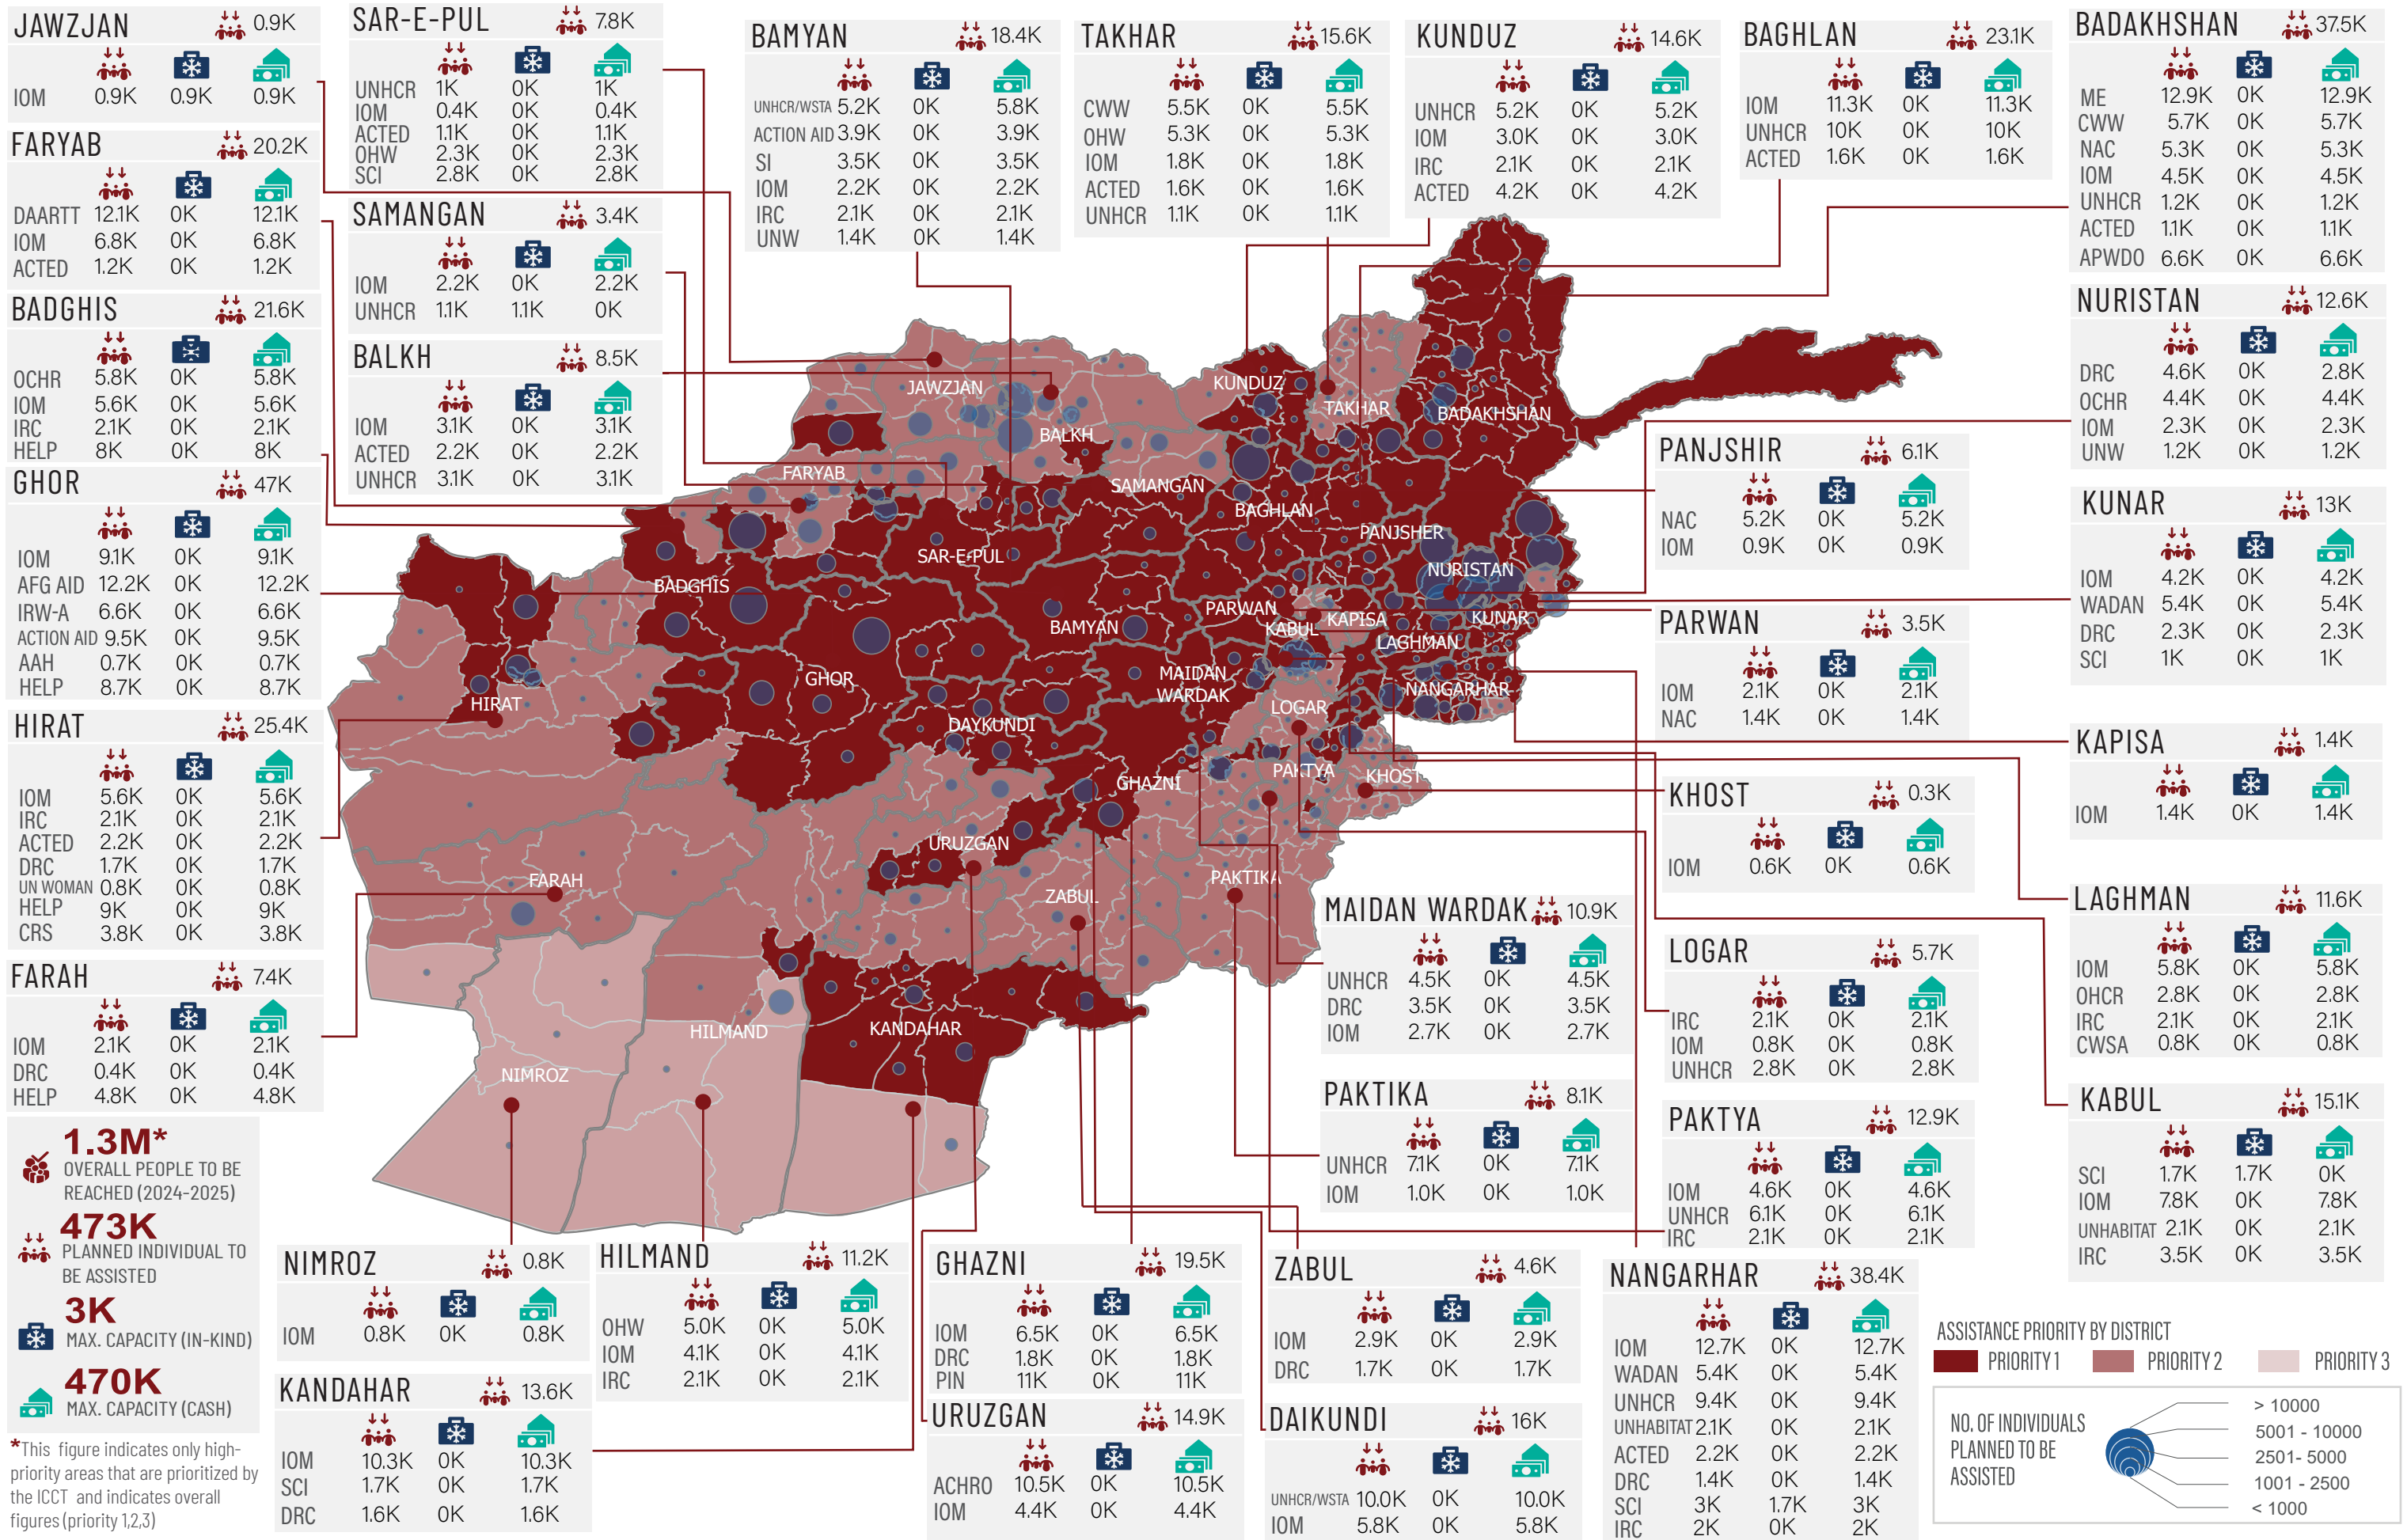 JAWZJAN 0.9K
IOM 0.9K 0.9K 0.9K
FARYAB 20.2K
DAARTT 12.1K 0K 12.1K
IOM 6.8K 0K 6.8K
ACTED 1.2K 0K 1.2K
BADGHIS 21.6K
OCHR 5.8K 0K 5.8K
IOM 5.6K 0K 5.6K
IRC 2.1K 0K 2.1K
HELP 8K 0K 8K
GHOR 47K
IOM 9.1K 0K 9.1K
AFG AID 12.2K 0K 12.2K
IRW-A 6.6K 0K 6.6K
ACTION AID 9.5K 0K 9.5K
AAH 0.7K 0K 0.7K
HELP 8.7K 0K 8.7K
HIRAT 25.4K
IOM 5.6K 0K 5.6K
IRC 2.1K 0K 2.1K
ACTED 2.2K 0K 2.2K
DRC 1.7K 0K 1.7K
UN WOMAN 0.8K 0K 0.8K
HELP 9K 0K 9K
CRS 3.8K 0K 3.8K
FARAH 7.4K
IOM 2.1K 0K 2.1K
DRC 0.4K 0K 0.4K
HELP 4.8K 0K 4.8K
SAR-E-PUL 7.8K
UNHCR 1K 0K 1K
IOM 0.4K 0K 0.4K
ACTED 1.1K 0K 1.1K
OHW 2.3K 0K 2.3K
SCI 2.8K 0K 2.8K
SAMANGAN 3.4K
IOM 2.2K 0K 2.2K
UNHCR 1.1K 1.1K 0K
BALKH 8.5K
IOM 3.1K 0K 3.1K
ACTED 2.2K 0K 2.2K
UNHCR 3.1K 0K 3.1K
BAMYAN 18.4K
UNHCR/WSTA 5.2K 0K 5.8K
ACTION AID 3.9K 0K 3.9K
SI 3.5K 0K 3.5K
IOM 2.2K 0K 2.2K
IRC 2.1K 0K 2.1K
UNW 1.4K 0K 1.4K
TAKHAR 15.6K
CWW 5.5K 0K 5.5K
OHW 5.3K 0K 5.3K
IOM 1.8K 0K 1.8K
ACTED 1.6K 0K 1.6K
UNHCR 1.1K 0K 1.1K
KUNDUZ 14.6K
UNHCR 5.2K 0K 5.2K
IOM 3.0K 0K 3.0K
IRC 2.1K 0K 2.1K
ACTED 4.2K 0K 4.2K
BAGHLAN 23.1K
IOM 11.3K 0K 11.3K
UNHCR 10K 0K 10K
ACTED 1.6K 0K 1.6K
BADAKHSHAN 37.5K
ME 12.9K 0K 12.9K
CWW 5.7K 0K 5.7K
NAC 5.3K 0K 5.3K
IOM 4.5K 0K 4.5K
UNHCR 1.2K 0K 1.2K
ACTED 1.1K 0K 1.1K
APWDO 6.6K 0K 6.6K
NURISTAN 12.6K
DRC 4.6K 0K 2.8K
OCHR 4.4K 0K 4.4K
IOM 2.3K 0K 2.3K
UNW 1.2K 0K 1.2K
PANJSHIR 6.1K
NAC 5.2K 0K 5.2K
IOM 0.9K 0K 0.9K
KUNAR 13K
IOM 4.2K 0K 4.2K
WADAN 5.4K 0K 5.4K
DRC 2.3K 0K 2.3K
SCI 1K 0K 1K
PARWAN 3.5K
IOM 2.1K 0K 2.1K
NAC 1.4K 0K 1.4K
KAPISA 1.4K
IOM 1.4K 0K 1.4K
KHOST 0.3K
IOM 0.6K 0K 0.6K
LAGHMAN 11.6K
IOM 5.8K 0K 5.8K
OHCR 2.8K 0K 2.8K
IRC 2.1K 0K 2.1K
CWSA 0.8K 0K 0.8K
MAIDAN WARDAK 10.9K
UNHCR 4.5K 0K 4.5K
DRC 3.5K 0K 3.5K
IOM 2.7K 0K 2.7K
LOGAR 5.7K
IRC 2.1K 0K 2.1K
IOM 0.8K 0K 0.8K
UNHCR 2.8K 0K 2.8K
PAKTIKA 8.1K
UNHCR 7.1K 0K 7.1K
IOM 1.0K 0K 1.0K
PAKTYA 12.9K
IOM 4.6K 0K 4.6K
UNHCR 6.1K 0K 6.1K
IRC 2.1K 0K 2.1K
KABUL 15.1K
SCI 1.7K 1.7K 0K
IOM 7.8K 0K 7.8K
UNHABITAT 2.1K 0K 2.1K
IRC 3.5K 0K 3.5K
JAWZJAN
BALKH
KUNDUZ
TAKHAR
BADAKHSHAN
FARYAB
SAMANGAN
BAGHLAN
PANJSHER
SAR-E-PUL
NURISTAN
BADGHIS
PARWAN
KAPISA
KUNAR
BAMYAN
KABUL
LAGHMAN
GHOR
MAIDAN
WARDAK
NANGARHAR
HIRAT
LOGAR
DAYKUNDI
GHAZNI
PAKTYA
KHOST
URUZGAN
FARAH
ZABUL
PAKTIKA
HILMAND
KANDAHAR
NIMROZ
1.3M*
OVERALL PEOPLE TO BE
REACHED (2024-2025)
473K
PLANNED INDIVIDUAL TO
BE ASSISTED
3K
MAX. CAPACITY (IN-KIND)
470K
MAX. CAPACITY (CASH)
*This figure indicates only high-
priority areas that are prioritized by
the ICCT and indicates overall
figures (priority 1,2,3)
NIMROZ 0.8K
IOM 0.8K 0K 0.8K
KANDAHAR 13.6K
IOM 10.3K 0K 10.3K
SCI 1.7K 0K 1.7K
DRC 1.6K 0K 1.6K
HILMAND 11.2K
OHW 5.0K 0K 5.0K
IOM 4.1K 0K 4.1K
IRC 2.1K 0K 2.1K
GHAZNI 19.5K
IOM 6.5K 0K 6.5K
DRC 1.8K 0K 1.8K
PIN 11K 0K 11K
URUZGAN 14.9K
ACHRO 10.5K 0K 10.5K
IOM 4.4K 0K 4.4K
ZABUL 4.6K
IOM 2.9K 0K 2.9K
DRC 1.7K 0K 1.7K
DAIKUNDI 16K
UNHCR/WSTA 10.0K 0K 10.0K
IOM 5.8K 0K 5.8K
NANGARHAR 38.4K
IOM 12.7K 0K 12.7K
WADAN 5.4K 0K 5.4K
UNHCR 9.4K 0K 9.4K
UNHABITAT 2.1K 0K 2.1K
ACTED 2.2K 0K 2.2K
DRC 1.4K 0K 1.4K
SCI 3K 1.7K 3K
IRC 2K 0K 2K
ASSISTANCE PRIORITY BY DISTRICT
PRIORITY 1 PRIORITY 2 PRIORITY 3
NO. OF INDIVIDUALS
PLANNED TO BE
ASSISTED
> 10000
5001 - 10000
2501- 5000
1001 - 2500
< 1000